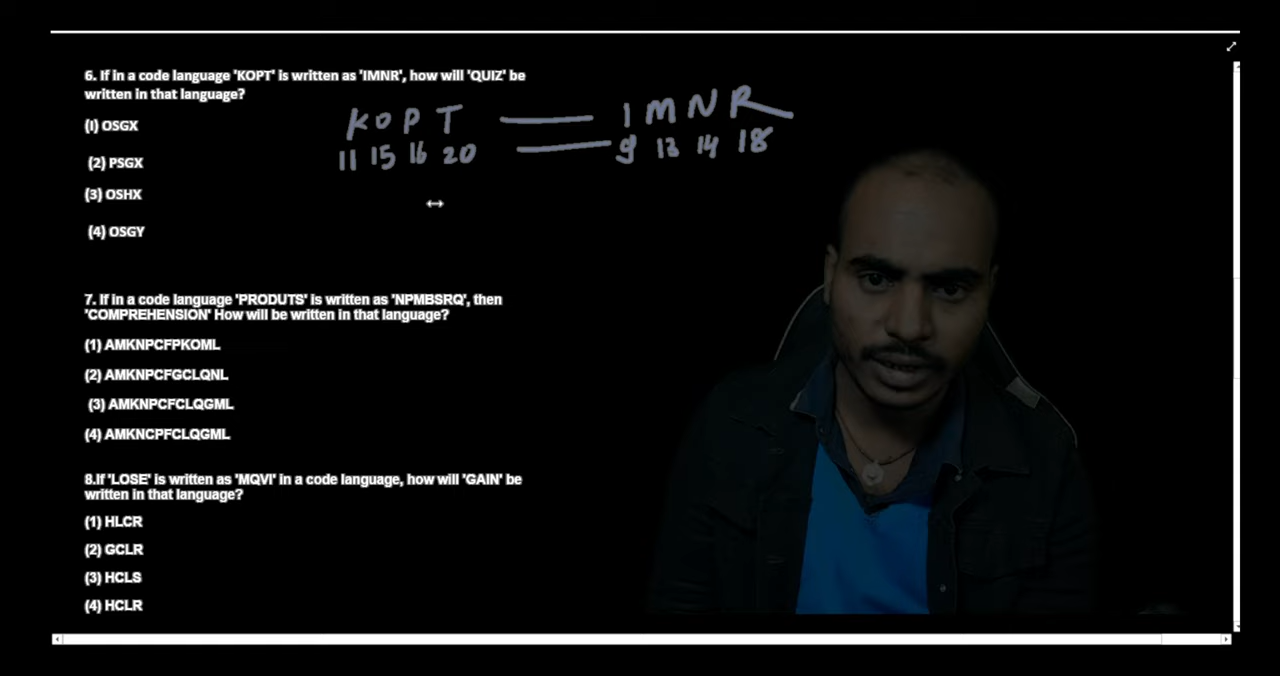 6. If in a code language 'KOPT' is written as 'IMNR', how will 'QUIZ' be
written in that language?
(I) OSGX
(2) PSGX
(3) OSHX
(4) OSGY
K O P T I M N R
11 15 16 20 9 13 14 18
7. If in a code language 'PRODUTS' is written as 'NPMBSRQ', then
'COMPREHENSION' How will be written in that language?
(1) AMKNPCFPKOML
(2) AMKNPCFGCLQNL
(3) AMKNPCFCLQGML
(4) AMKNCPFCLQGML
8.If 'LOSE' is written as 'MQVI' in a code language, how will 'GAIN' be
written in that language?
(1) HLCR
(2) GCLR
(3) HCLS
(4) HCLR